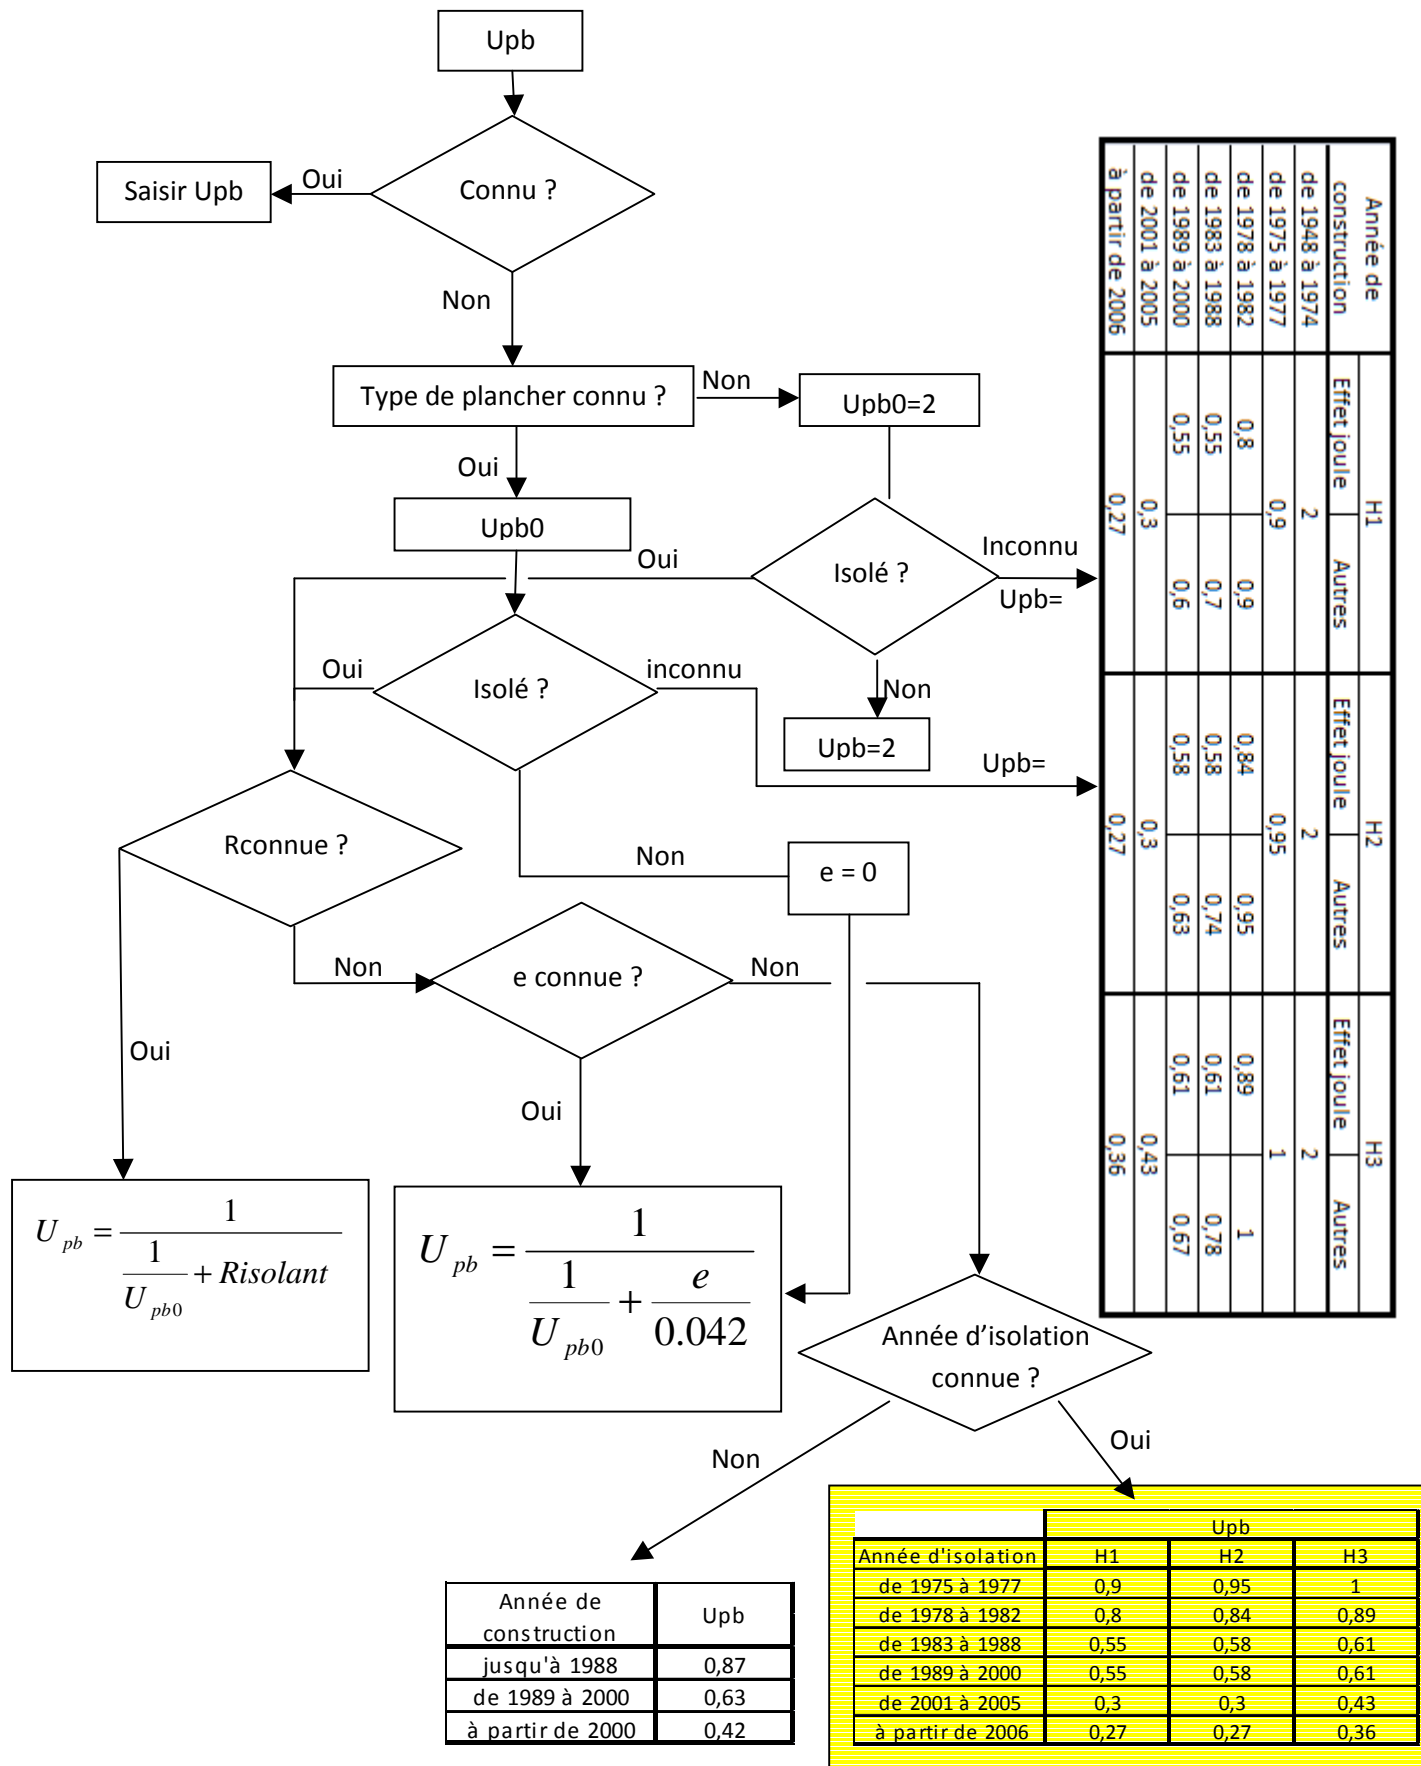 Upb
Connu ?
Oui
Saisir Upb
Non
Type de plancher connu ?
Non
Upb0=2
Oui
Upb0
Isolé ?
Oui
Inconnu
Upb=
Non
Upb=2
Isolé ?
Oui
inconnu
Upb=
Non
e = 0
Rconnue ?
Non
e connue ?
Non
Oui
Oui
U pb = 1 / (1 / U pb0 + Risolant)
U pb = 1 / (1 / U pb0 + e / 0.042)
Année d’isolation
connue ?
Non
Oui
Année de
construction
H1 H2 H3
Effet joule Autres Effet joule Autres Effet joule Autres
de 1948 à 1974 2 2 2
de 1975 à 1977 0,9 0,95 1
de 1978 à 1982 0,8 0,9 0,84 0,95 0,89 1
de 1983 à 1988 0,55 0,7 0,58 0,74 0,61 0,78
de 1989 à 2000 0,55 0,6 0,58 0,63 0,61 0,67
de 2001 à 2005 0,3 0,3 0,43
à partir de 2006 0,27 0,27 0,36
Année de
construction
Upb
jusqu'à 1988 0,87
de 1989 à 2000 0,63
à partir de 2000 0,42
Upb
Année d'isolation H1 H2 H3
de 1975 à 1977 0,9 0,95 1
de 1978 à 1982 0,8 0,84 0,89
de 1983 à 1988 0,55 0,58 0,61
de 1989 à 2000 0,55 0,58 0,61
de 2001 à 2005 0,3 0,3 0,43
à partir de 2006 0,27 0,27 0,36